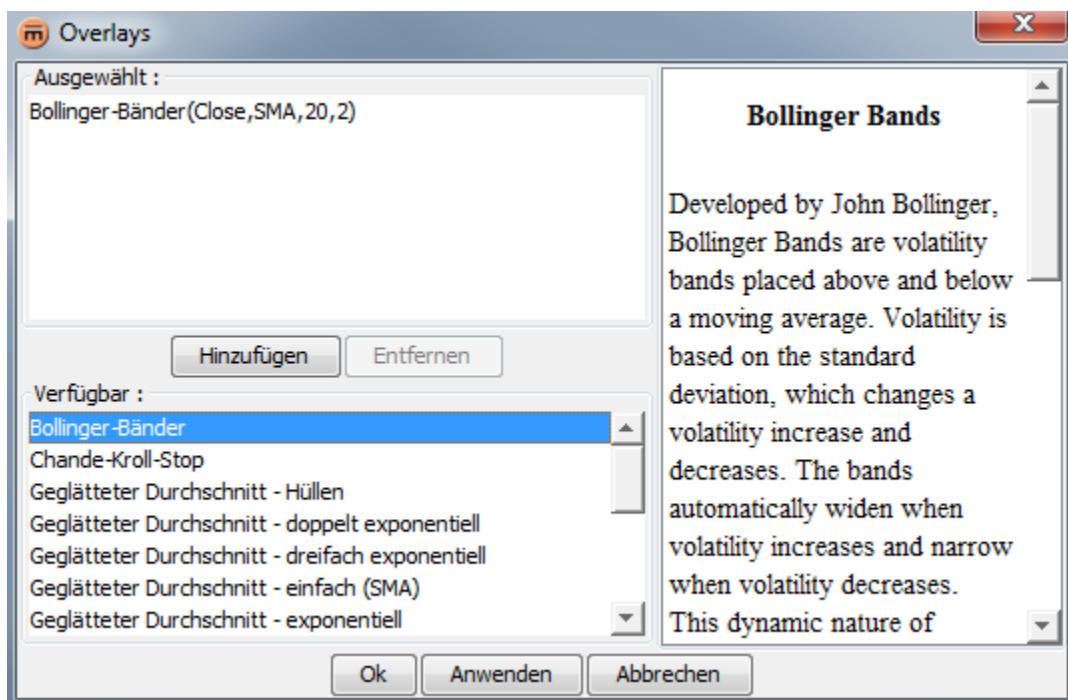 Overlays
Ausgewählt :
Bollinger-Bänder(Close,SMA,20,2)
Hinzufügen
Entfernen
Verfügbar :
Bollinger-Bänder
Chande-Kroll-Stop
Geglätteter Durchschnitt - Hüllen
Geglätteter Durchschnitt - doppelt exponentiell
Geglätteter Durchschnitt - dreifach exponentiell
Geglätteter Durchschnitt - einfach (SMA)
Geglätteter Durchschnitt - exponentiell
Bollinger Bands
Developed by John Bollinger,
Bollinger Bands are volatility
bands placed above and below
a moving average. Volatility is
based on the standard
deviation, which changes a
volatility increase and
decreases. The bands
automatically widen when
volatility increases and narrow
when volatility decreases.
This dynamic nature of
Ok
Anwenden
Abbrechen